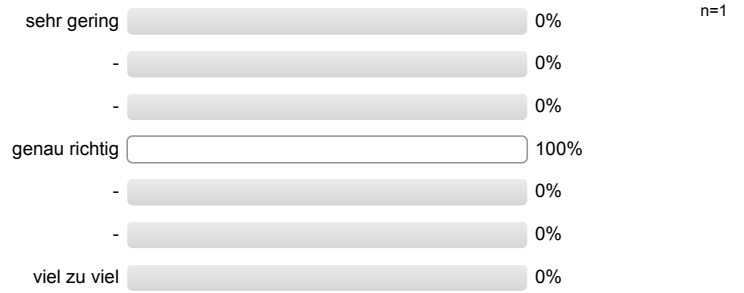 sehr gering 0% n=1
- 0%
- 0%
genau richtig 100%
- 0%
- 0%
viel zu viel 0%